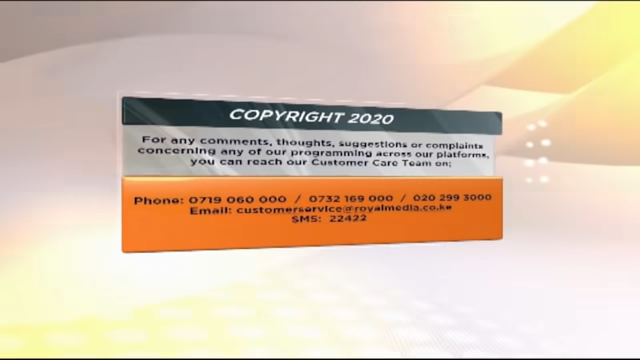 COPYRIGHT 2020
For any comments, thoughts, suggestions or complaints
concerning any of our programming across our platforms,
you can reach our Customer Care Team on;
Phone: 0719 060 000 / 0732 169 000 / 020 299 3000
Email: customerservice@royalmedia.co.ke
SMS: 22422